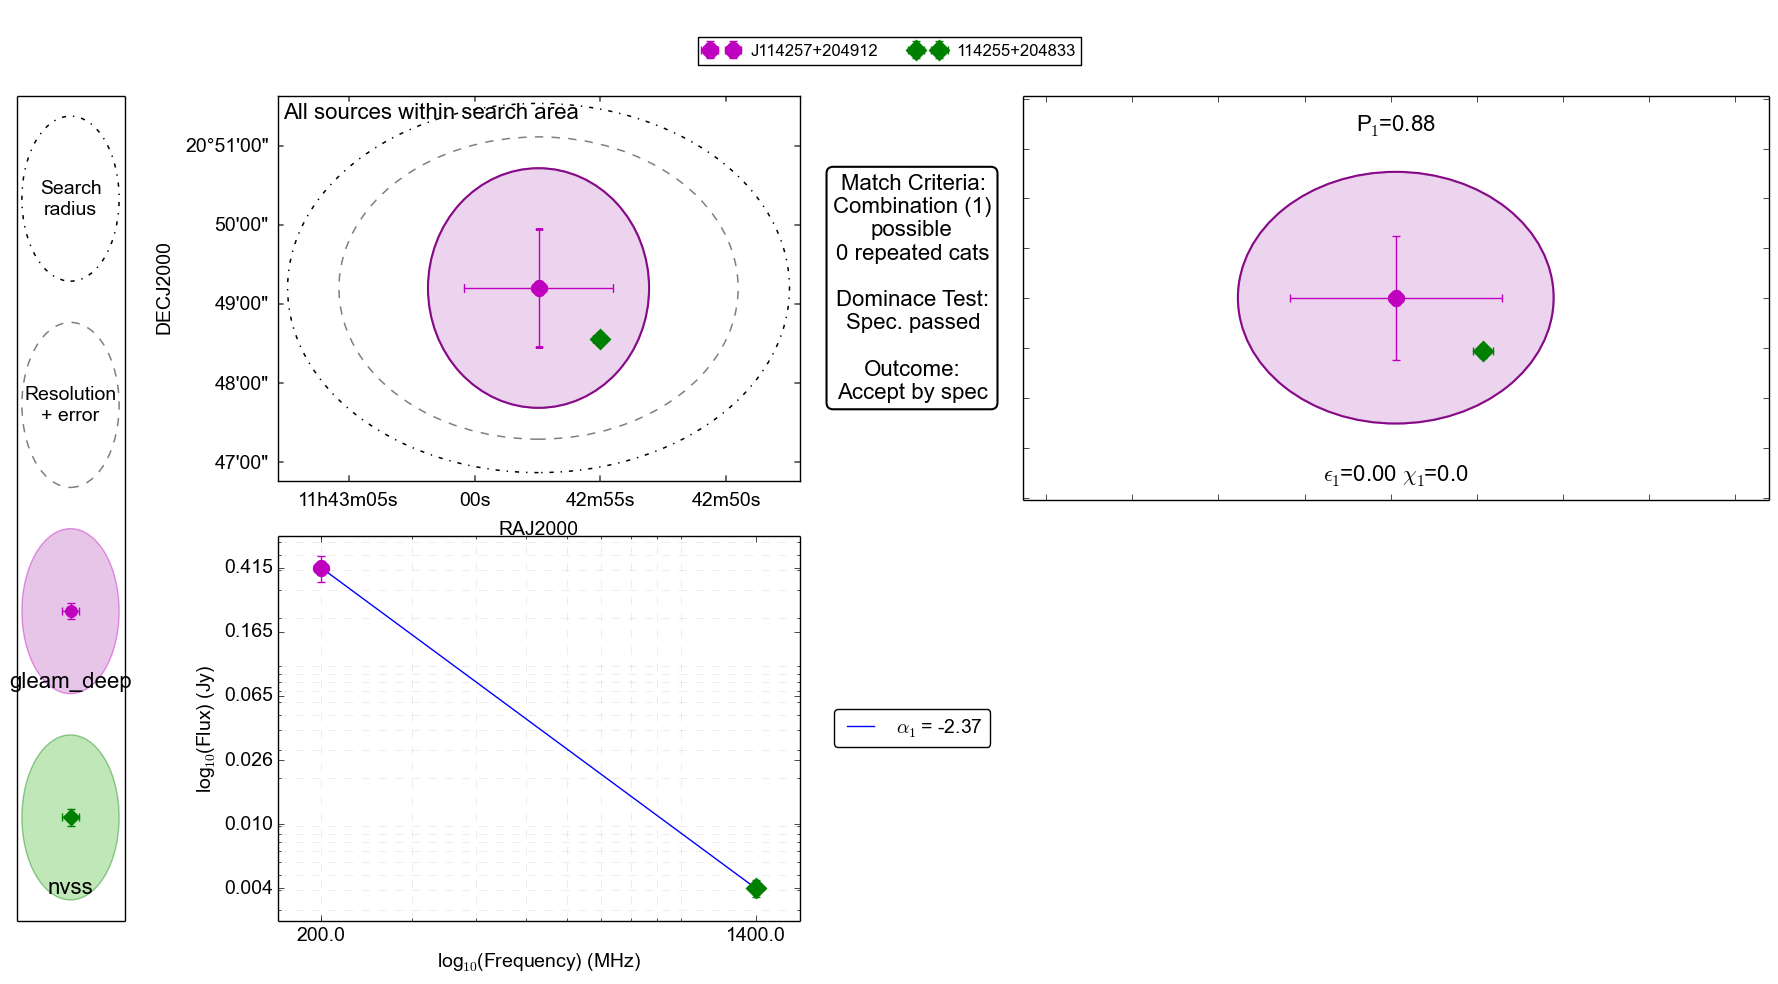 J114257+204912
114255+204833
Search
radius
Resolution
+ error
gleam_deep
nvss
All sources within search area
DECJ2000
20°51'00"
50'00"
49'00"
48'00"
47'00"
11h43m05s
00s
42m55s
42m50s
RAJ2000
Match Criteria:
Combination (1)
possible
0 repeated cats
Dominace Test:
Spec. passed
Outcome:
Accept by spec
P₁=0.88
ϵ₁=0.00 χ₁=0.0
log₁₀(Flux) (Jy)
0.415
0.165
0.065
0.026
0.010
0.004
200.0
1400.0
log₁₀(Frequency) (MHz)
α₁ = -2.37